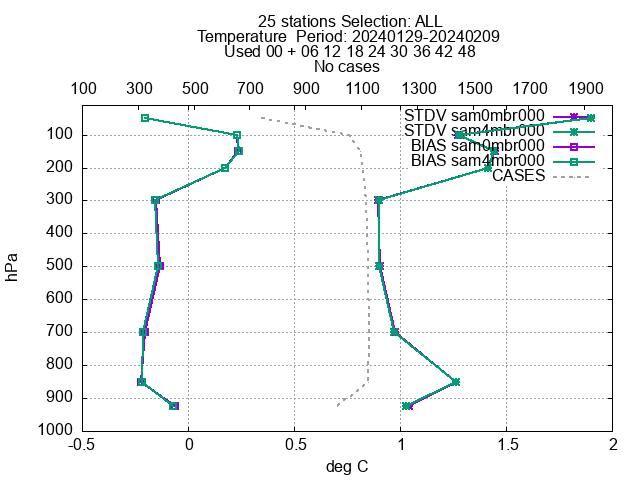 25 stations Selection: ALL
Temperature  Period: 20240129-20240209
Used 00 + 06 12 18 24 30 36 42 48
No cases
100 300 500 700 900 1100 1300 1500 1700 1900
STDV sam0mbr000
STDV sam4mbr000
BIAS sam0mbr000
BIAS sam4mbr000
CASES
100
200
300
400
500
600
700
800
900
1000
hPa
-0.5 0 0.5 1 1.5 2
deg C